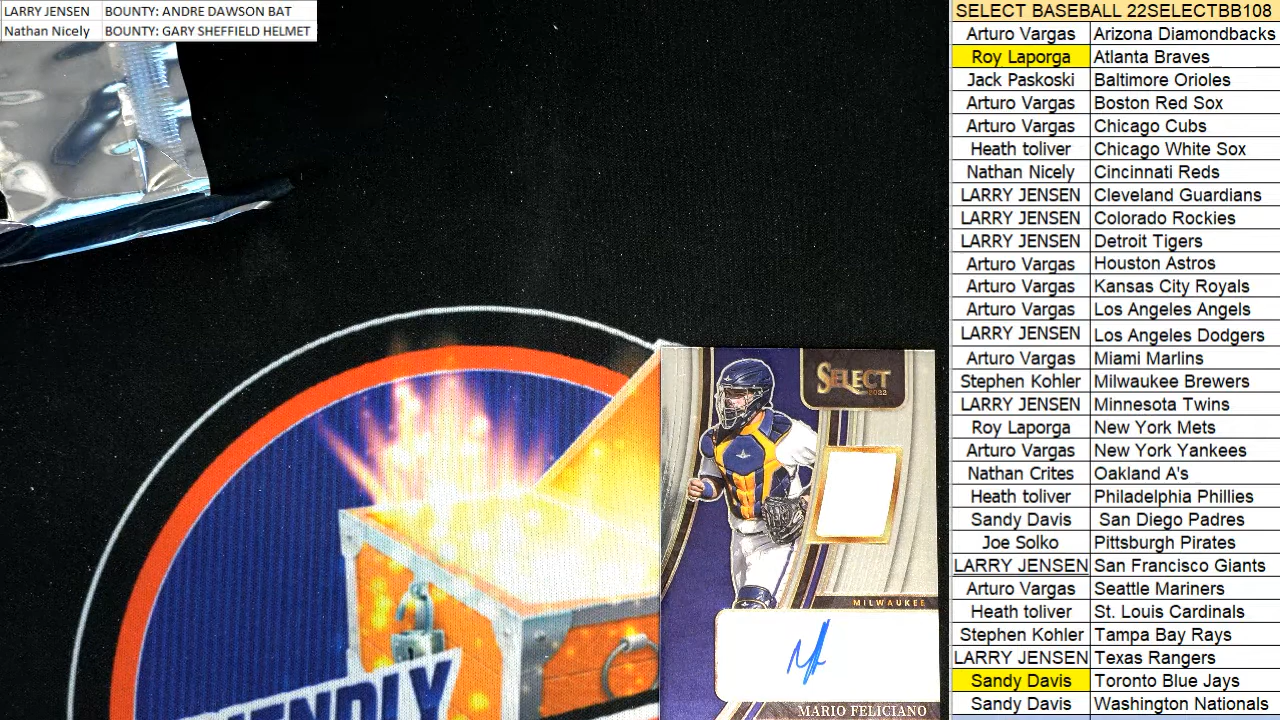 LARRY JENSEN BOUNTY: ANDRE DAWSON BAT
Nathan Nicely BOUNTY: GARY SHEFFIELD HELMET
SELECT BASEBALL 22SELECTBB108
Arturo Vargas Arizona Diamondbacks
Roy Laporga Atlanta Braves
Jack Paskoski Baltimore Orioles
Arturo Vargas Boston Red Sox
Arturo Vargas Chicago Cubs
Heath toliver Chicago White Sox
Nathan Nicely Cincinnati Reds
LARRY JENSEN Cleveland Guardians
LARRY JENSEN Colorado Rockies
LARRY JENSEN Detroit Tigers
Arturo Vargas Houston Astros
Arturo Vargas Kansas City Royals
Arturo Vargas Los Angeles Angels
LARRY JENSEN Los Angeles Dodgers
Arturo Vargas Miami Marlins
Stephen Kohler Milwaukee Brewers
LARRY JENSEN Minnesota Twins
Roy Laporga New York Mets
Arturo Vargas New York Yankees
Nathan Crites Oakland A's
Heath toliver Philadelphia Phillies
Sandy Davis San Diego Padres
Joe Solko Pittsburgh Pirates
LARRY JENSEN San Francisco Giants
Arturo Vargas Seattle Mariners
Heath toliver St. Louis Cardinals
Stephen Kohler Tampa Bay Rays
LARRY JENSEN Texas Rangers
Sandy Davis Toronto Blue Jays
Sandy Davis Washington Nationals
SELECT
2022
MILWAUKEE
MARIO FELICIANO